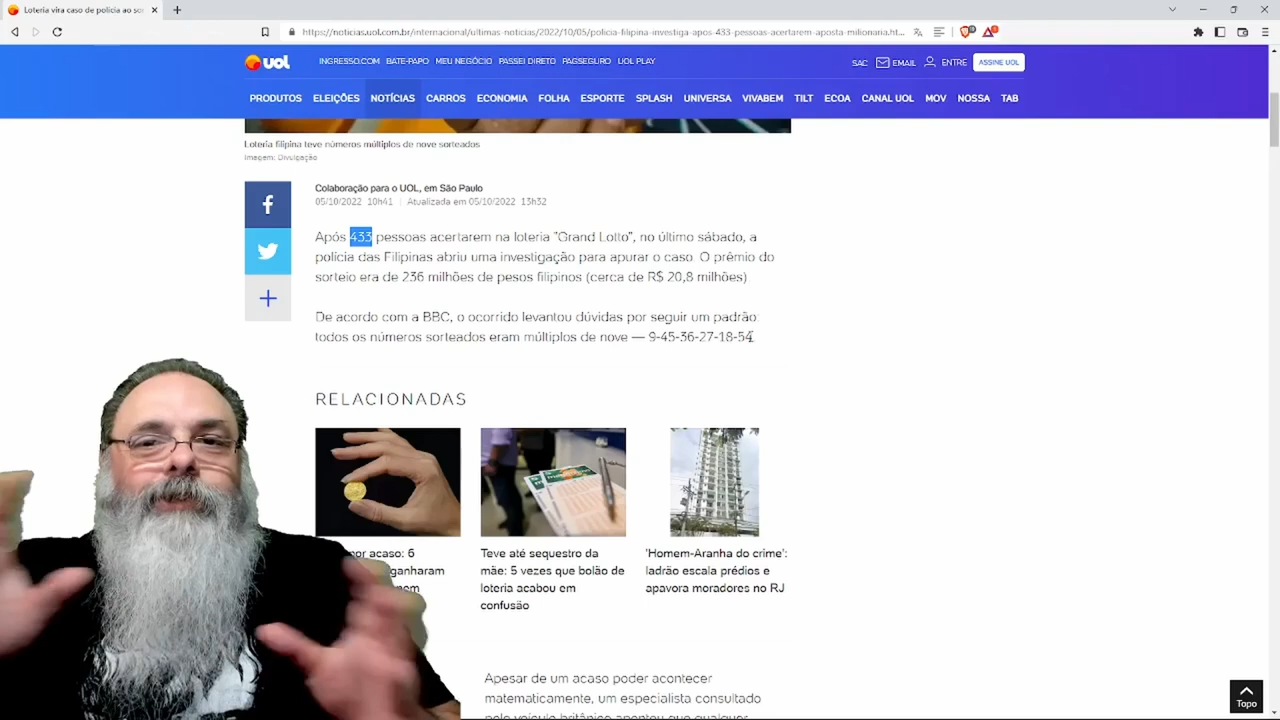 Loteria vira caso de polícia ao so
https://noticias.uol.com.br/internacional/ultimas-noticias/2022/10/05/policia-filipina-investiga-apos-433-pessoas-acertarem-aposta-milionaria.ht...
UOL
INGRESSO.COM BATE-PAPO MEU NEGÓCIO PASSEI DIRETO PAGSEGURO UOL PLAY
SAC EMAIL ENTRE ASSINE UOL
PRODUTOS ELEIÇÕES NOTÍCIAS CARROS ECONOMIA FOLHA ESPORTE SPLASH UNIVERSA VIVABEM TILT ECOA CANAL UOL MOV NOSSA TAB
Loteria filipina teve números múltiplos de nove sorteados
Imagem: Divulgação
Colaboração para o UOL, em São Paulo
05/10/2022 10h41 | Atualizada em 05/10/2022 13h32
Após 433 pessoas acertarem na loteria "Grand Lotto", no último sábado, a
polícia das Filipinas abriu uma investigação para apurar o caso. O prêmio do
sorteio era de 236 milhões de pesos filipinos (cerca de R$ 20,8 milhões)
De acordo com a BBC, o ocorrido levantou dúvidas por seguir um padrão:
todos os números sorteados eram múltiplos de nove — 9-45-36-27-18-54
RELACIONADAS
por acaso: 6
ganharam
Teve até sequestro da
mãe: 5 vezes que bolão de
loteria acabou em
confusão
'Homem-Aranha do crime':
ladrão escala prédios e
apavora moradores no RJ
Apesar de um acaso poder acontecer
matematicamente, um especialista consultado
pelo veículo britânico apontou que qualquer
Topo